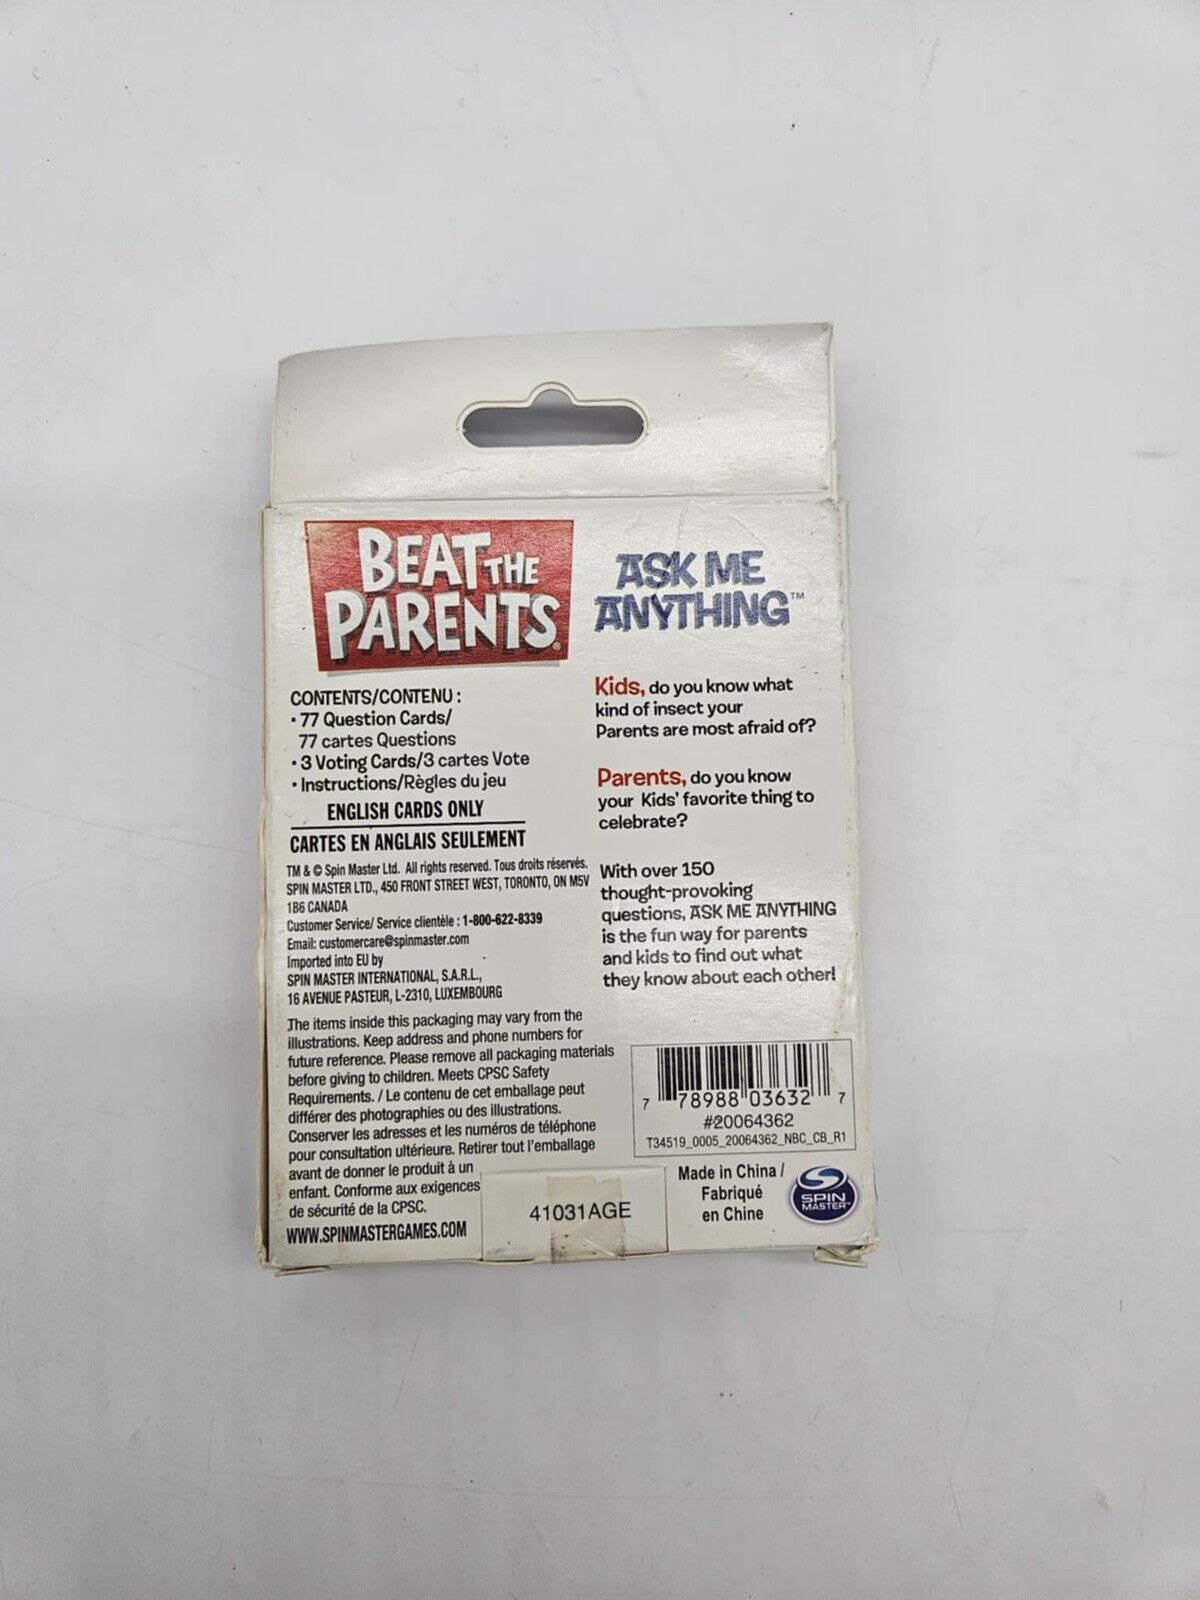 BEAT THE
PARENTS®
ASK ME
ANYTHING™
CONTENTS/CONTENU :
• 77 Question Cards/
77 cartes Questions
• 3 Voting Cards/3 cartes Vote
• Instructions/Règles du jeu
ENGLISH CARDS ONLY
CARTES EN ANGLAIS SEULEMENT
TM & © Spin Master Ltd. All rights reserved. Tous droits réservés.
SPIN MASTER LTD., 450 FRONT STREET WEST, TORONTO, ON M5V
1B6 CANADA
Customer Service/ Service clientèle : 1-800-622-8339
Email: customercare@spinmaster.com
Imported into EU by
SPIN MASTER INTERNATIONAL, S.A.R.L.,
16 AVENUE PASTEUR, L-2310, LUXEMBOURG
The items inside this packaging may vary from the
illustrations. Keep address and phone numbers for
future reference. Please remove all packaging materials
before giving to children. Meets CPSC Safety
Requirements. / Le contenu de cet emballage peut
différer des photographies ou des illustrations.
Conserver les adresses et les numéros de téléphone
pour consultation ultérieure. Retirer tout l'emballage
avant de donner le produit à un
enfant. Conforme aux exigences
de sécurité de la CPSC.
WWW.SPINMASTERGAMES.COM
Kids, do you know what
kind of insect your
Parents are most afraid of?
Parents, do you know
your Kids' favorite thing to
celebrate?
With over 150
thought-provoking
questions, ASK ME ANYTHING
is the fun way for parents
and kids to find out what
they know about each other!
7 78988 03632 7
#20064362
T34519_0005_20064362_NBC_CB_R1
41031AGE
Made in China /
Fabriqué
en Chine
SPIN
MASTER™